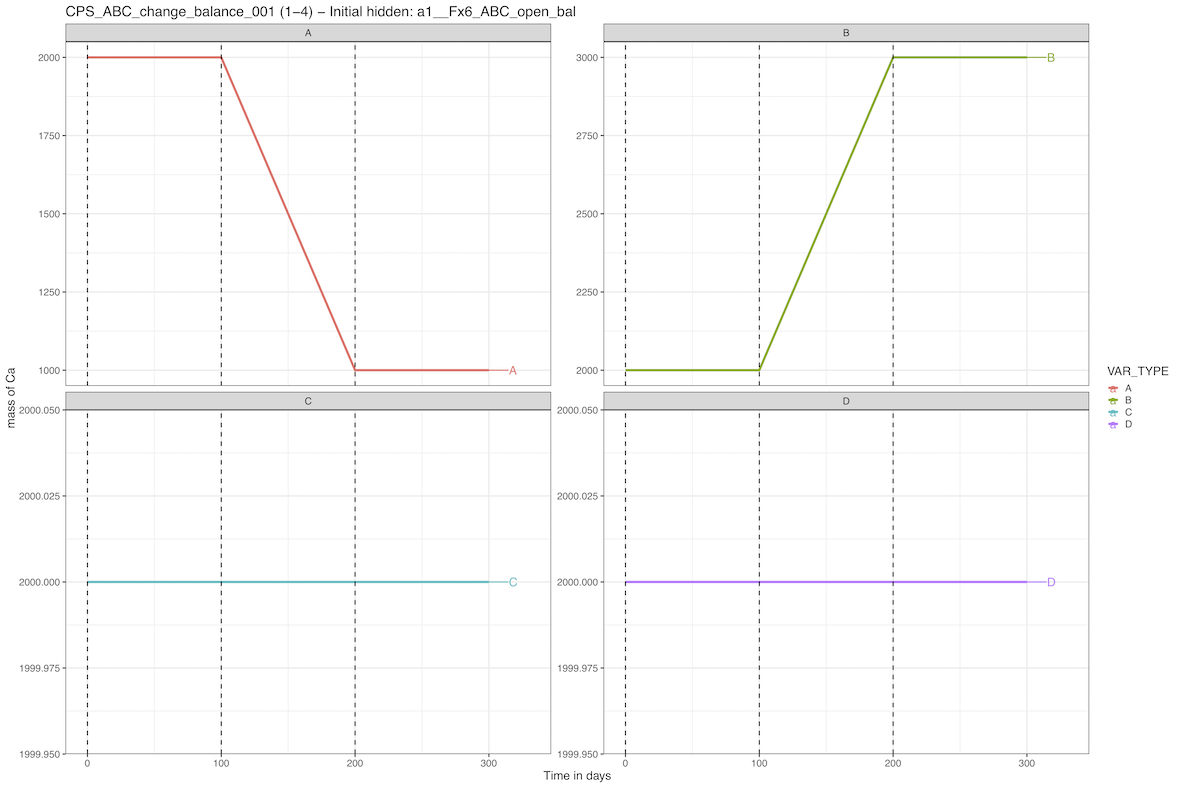 CPS_ABC_change_balance_001 (1−4) − Initial hidden: a1__Fx6_ABC_open_bal
A
B
2000
1750
1500
1250
1000
A
3000
2750
2500
2250
2000
B
mass of Ca
C
D
2000.050
2000.025
2000.000
1999.975
1999.950
C
2000.050
2000.025
2000.000
1999.975
1999.950
D
0 100 200 300
0 100 200 300
Time in days
VAR_TYPE
A
B
C
D